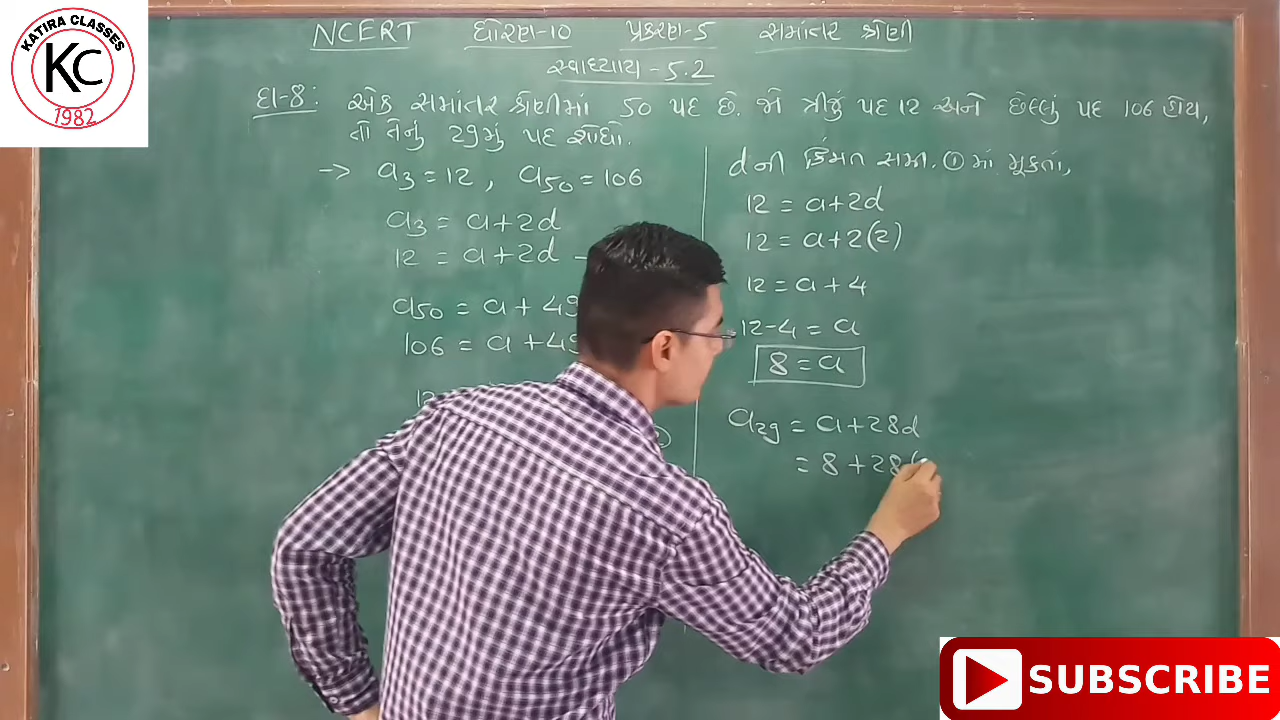 KATIRA CLASSES
KC
1982
NCERT ધોરણ-10 પ્રકરણ-5 સમાંતર શ્રેણી
સ્વાધ્યાય - 5.2
દા-8: એક સમાંતર શ્રેણીમાં 50 પદ છે. જો ત્રીજું પદ 12 અને છેલ્લું પદ 106 હોય,
તો તેનું 29મું પદ શોધો.
→ a₃ = 12, a₅₀ = 106
a₃ = a + 2d
12 = a + 2d
a₅₀ = a + 49
106 = a + 49
12
d ની કિંમત સમી. ① માં મૂકતાં,
12 = a + 2d
12 = a + 2(2)
12 = a + 4
12 - 4 = a
8 = a
a₂₉ = a + 28d
= 8 + 28(
SUBSCRIBE